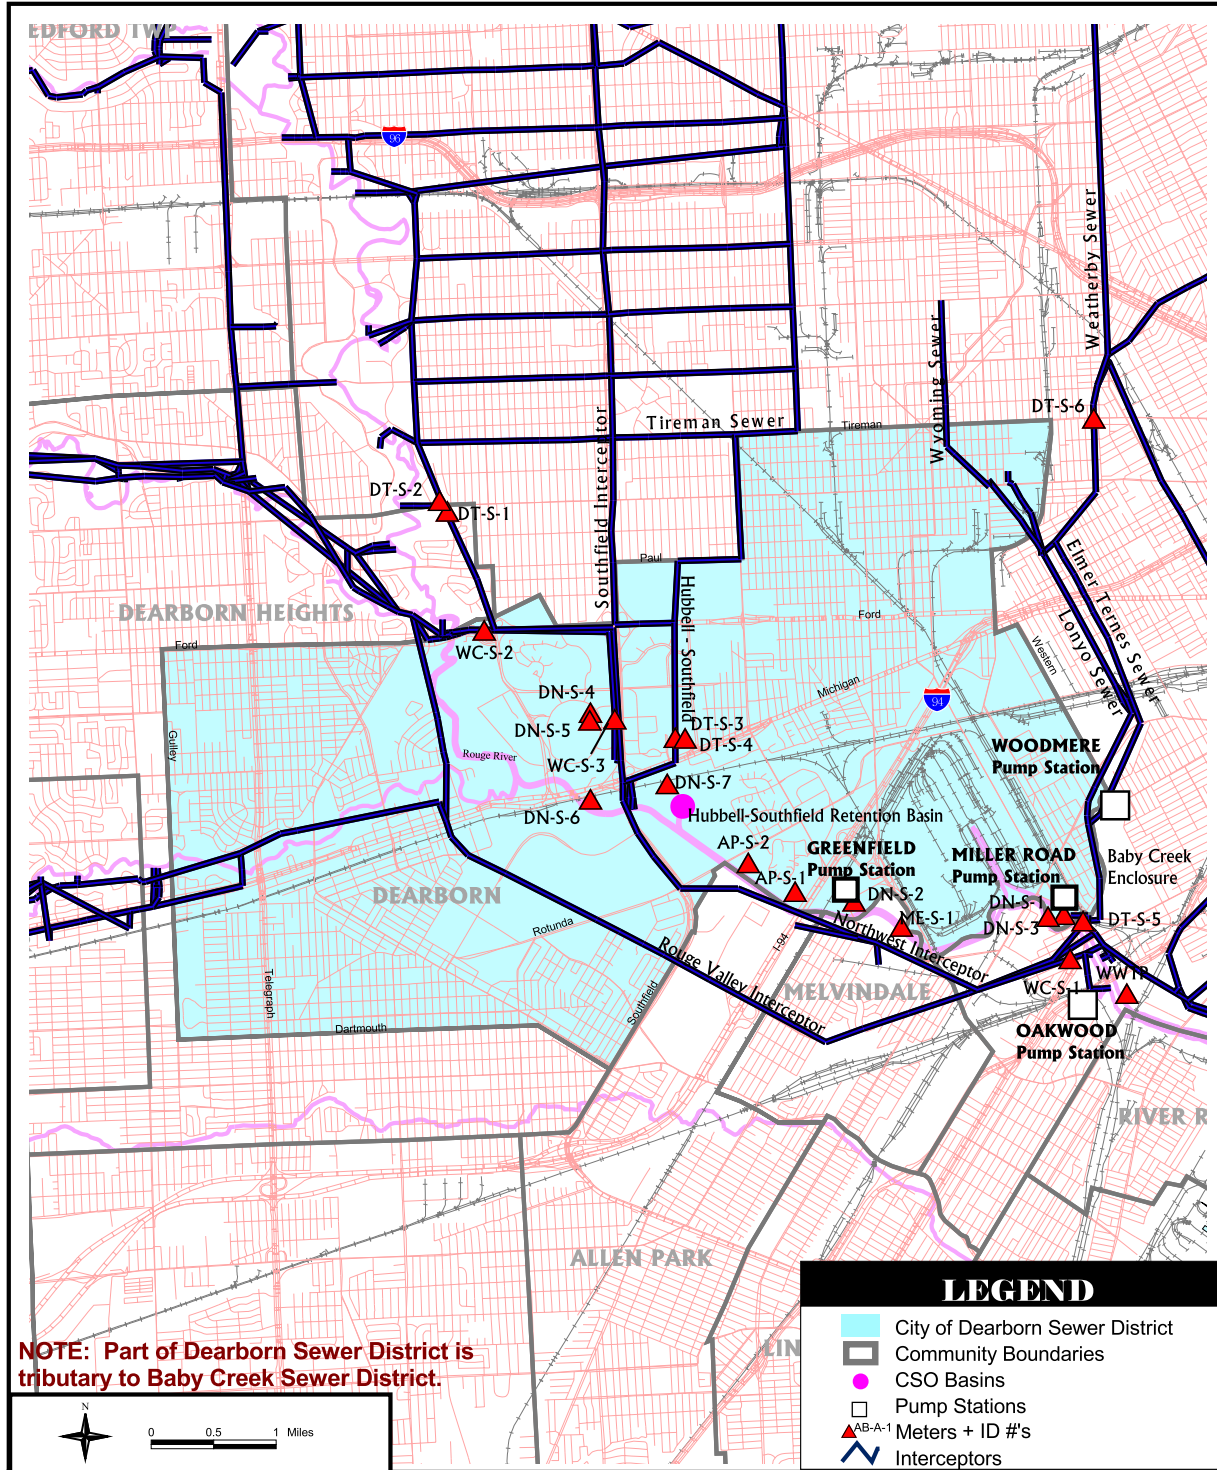 EDFORD TWP
96
Weatherby Sewer
Wyoming Sewer
DT-S-6
Southfield Interceptor
Tireman Sewer
Tireman
DT-S-2
DT-S-1
Paul
Elmer Ternes Sewer
Lonyo Sewer
DEARBORN HEIGHTS
Ford
Ford
Hubbell - Southfield
Western
WC-S-2
Michigan
94
DN-S-4
DN-S-5
DT-S-3
DT-S-4
Gulley
Rouge River
WOODMERE
Pump Station
WC-S-3
DN-S-7
DN-S-6
Hubbell-Southfield Retention Basin
AP-S-2
GREENFIELD
Pump Station
MILLER ROAD
Pump Station
Baby Creek
Enclosure
AP-S-1
DEARBORN
DN-S-2
DN-S-1
ME-S-1
DN-S-3
DT-S-5
Rotunda
Northwest Interceptor
I-94
Rouge Valley Interceptor
Telegraph
WWTP
WC-S-1
MELVINDALE
Southfield
Dartmouth
OAKWOOD
Pump Station
RIVER R
ALLEN PARK
LIN
LEGEND
City of Dearborn Sewer District
Community Boundaries
CSO Basins
Pump Stations
AB-A-1 Meters + ID #'s
Interceptors
NOTE: Part of Dearborn Sewer District is
tributary to Baby Creek Sewer District.
N
0 0.5 1 Miles